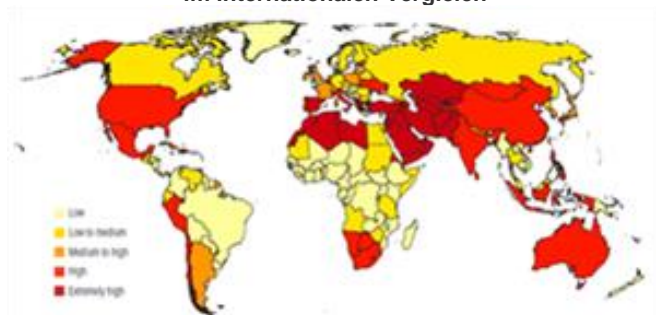 im internationalen Vergleich
Low
Low to medium
Medium to high
High
Extremely high